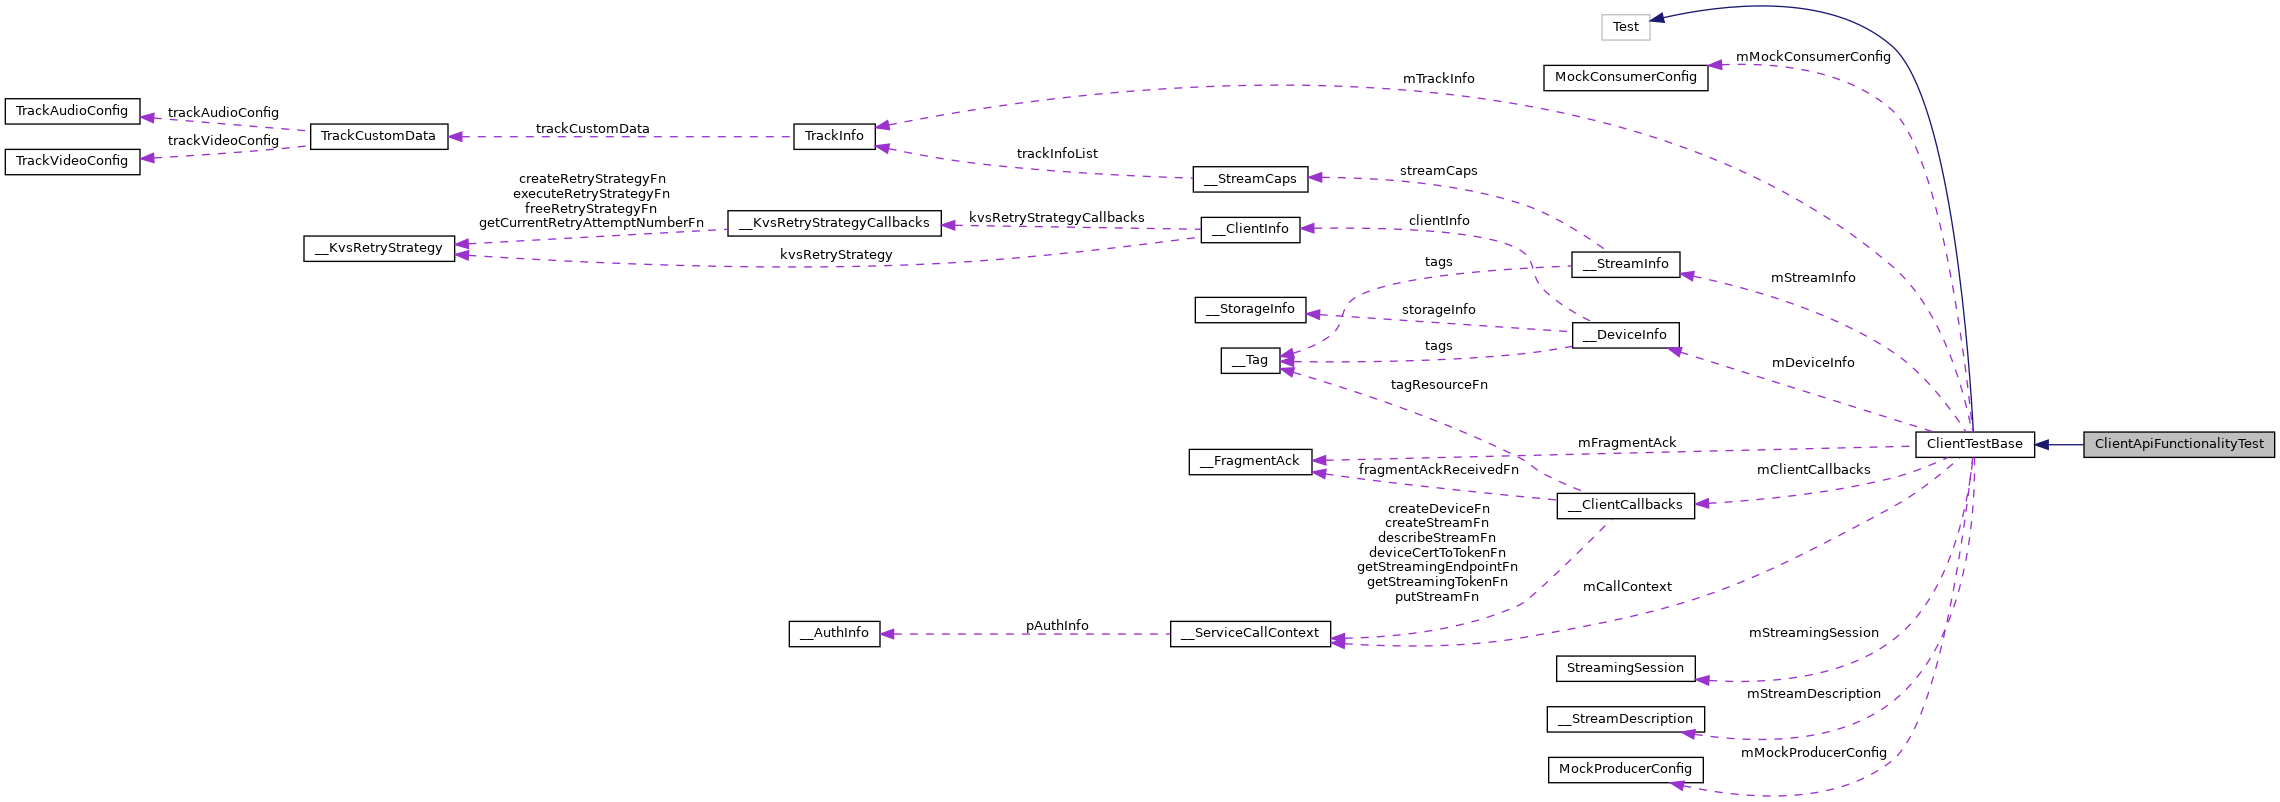 Test
mMockConsumerConfig
MockConsumerConfig
mTrackInfo
TrackAudioConfig
trackAudioConfig
TrackCustomData
trackCustomData
TrackInfo
trackVideoConfig
TrackVideoConfig
trackInfoList
__StreamCaps
streamCaps
createRetryStrategyFn
executeRetryStrategyFn
freeRetryStrategyFn
getCurrentRetryAttemptNumberFn
__KvsRetryStrategyCallbacks
kvsRetryStrategyCallbacks
__ClientInfo
clientInfo
__KvsRetryStrategy
kvsRetryStrategy
tags
__StreamInfo
mStreamInfo
__StorageInfo
storageInfo
__DeviceInfo
__Tag
tags
mDeviceInfo
tagResourceFn
mFragmentAck
ClientTestBase
ClientApiFunctionalityTest
__FragmentAck
fragmentAckReceivedFn
mClientCallbacks
__ClientCallbacks
createDeviceFn
createStreamFn
describeStreamFn
deviceCertToTokenFn
getStreamingEndpointFn
getStreamingTokenFn
putStreamFn
mCallContext
__AuthInfo
pAuthInfo
__ServiceCallContext
mStreamingSession
StreamingSession
mStreamDescription
__StreamDescription
mMockProducerConfig
MockProducerConfig